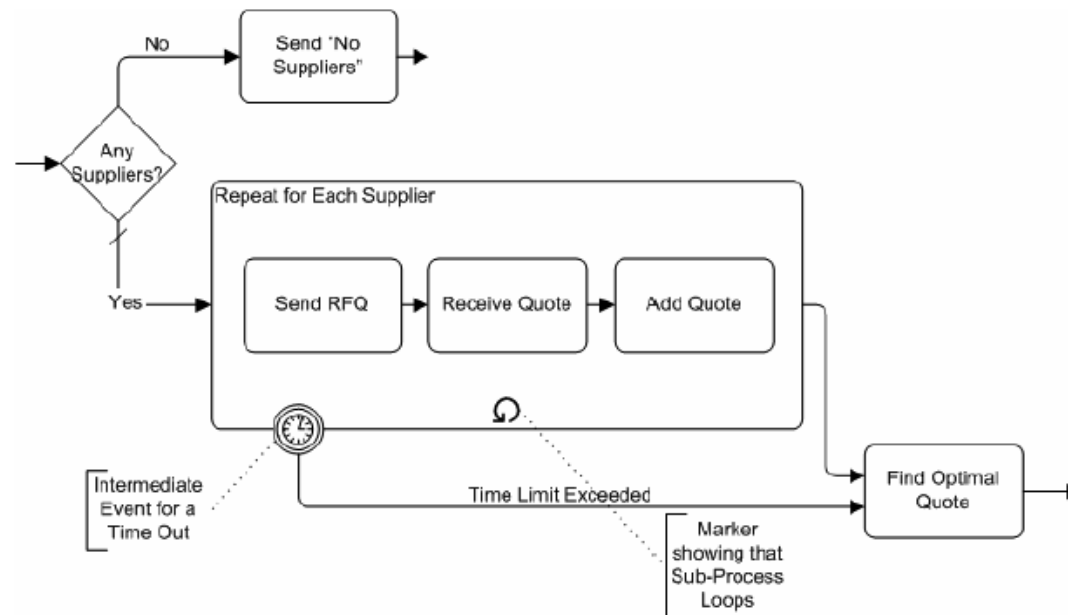 No
Send "No
Suppliers"
Any
Suppliers?
Repeat for Each Supplier
Send RFQ
Receive Quote
Add Quote
Yes
Intermediate
Event for a
Time Out
Time Limit Exceeded
Find Optimal
Quote
Marker
showing that
Sub-Process
Loops